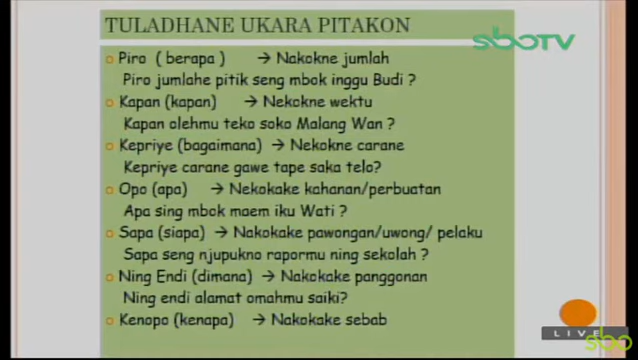 TULADHANE UKARA PITAKON
sbotv
Piro ( berapa ) → Nakokne jumlah
Piro jumlahe pitik seng mbok inggu Budi ?
Kapan (kapan) → Nekokne wektu
Kapan olehmu teko soko Malang Wan ?
Kepriye (bagaimana) → Nekokne carane
Kepriye carane gawe tape saka telo?
Opo (apa) → Nekokake kahanan/perbuatan
Apa sing mbok maem iku Wati ?
Sapa (siapa) → Nakokake pawongan/uwong/ pelaku
Sapa seng njupukno rapormu ning sekolah ?
Ning Endi (dimana) → Nakokake panggonan
Ning endi alamat omahmu saiki?
Kenopo (kenapa) → Nakokake sebab
LIVE
sbo